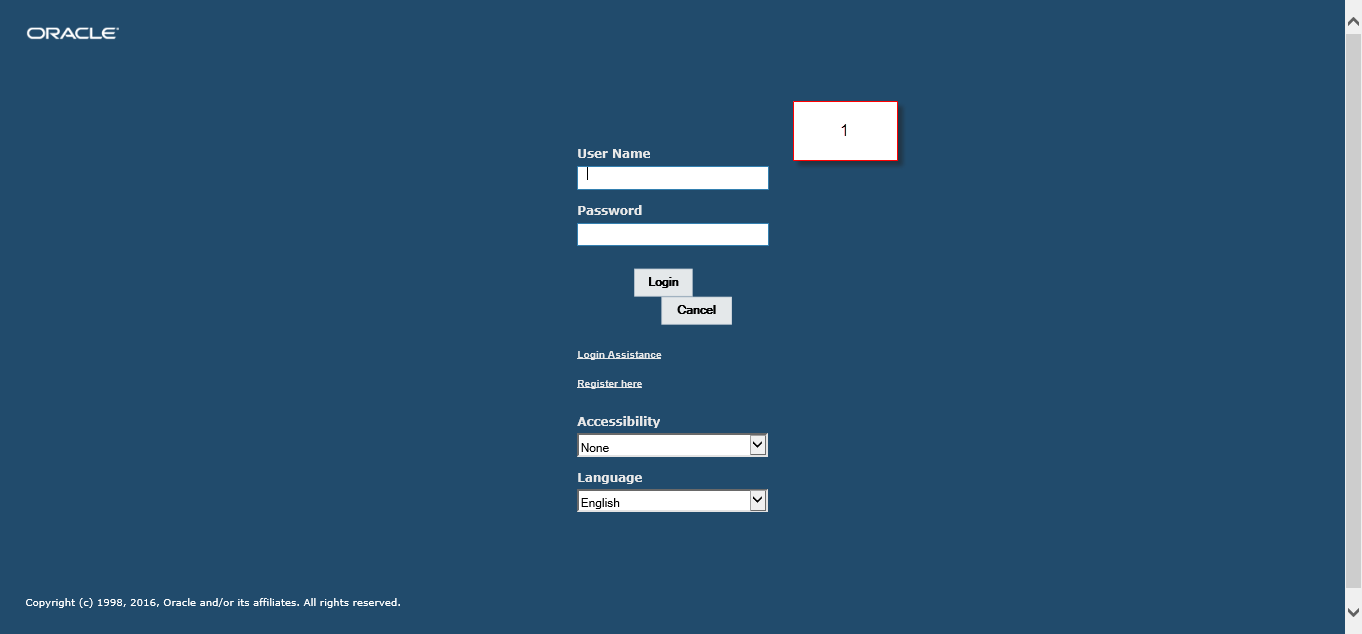 ORACLE
1
User Name
Password
Login
Cancel
Login Assistance
Register here
Accessibility
None
Language
English
Copyright (c) 1998, 2016, Oracle and/or its affiliates. All rights reserved.